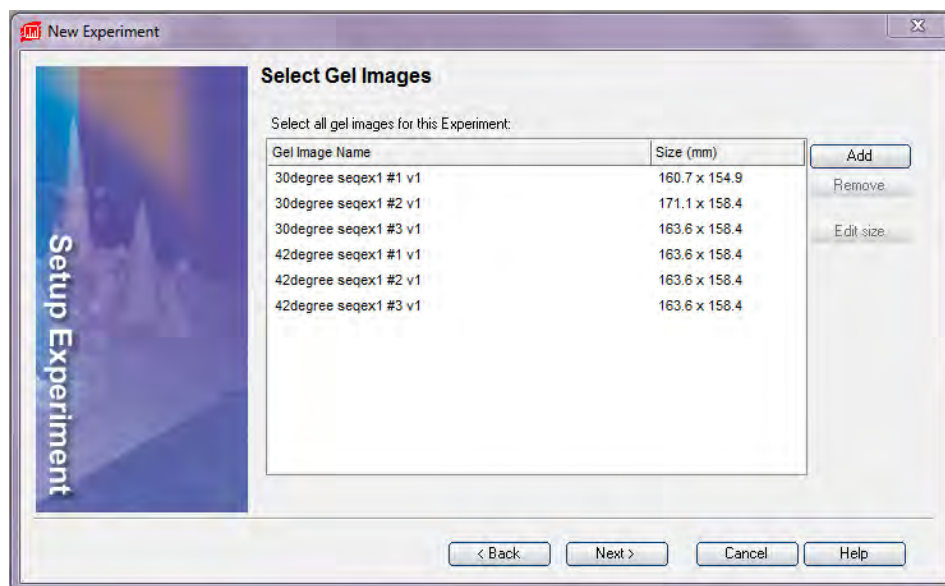 New Experiment
Select Gel Images
Select all gel images for this Experiment:
Gel Image Name Size (mm)
30degree seqex1 #1 v1 160.7 x 154.9
30degree seqex1 #2 v1 171.1 x 158.4
30degree seqex1 #3 v1 163.6 x 158.4
42degree seqex1 #1 v1 163.6 x 158.4
42degree seqex1 #2 v1 163.6 x 158.4
42degree seqex1 #3 v1 163.6 x 158.4
Add
Remove
Edit size
Setup Experiment
< Back Next > Cancel Help